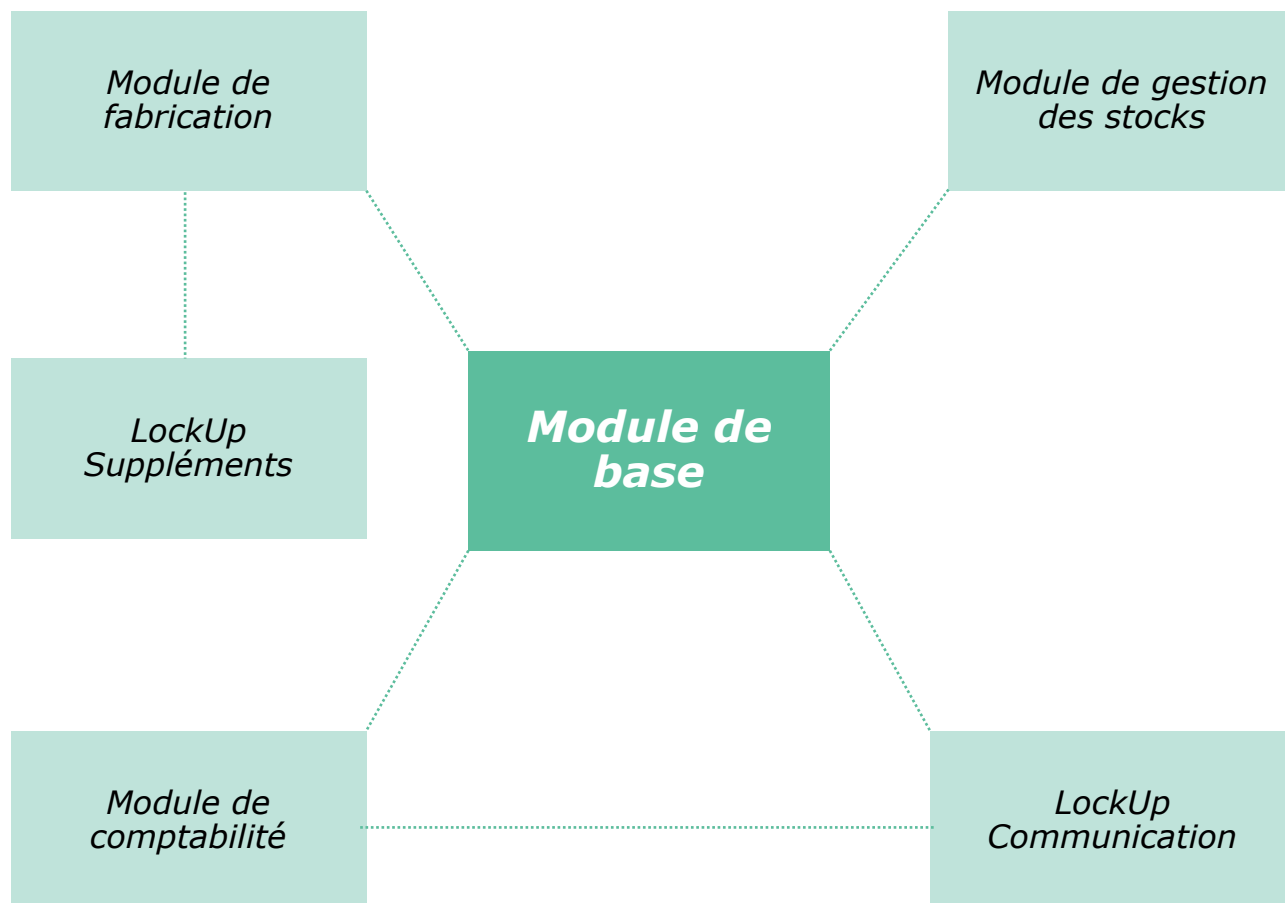 Module de
fabrication
Module de gestion
des stocks
LockUp
Suppléments
Module de
base
Module de
comptabilité
LockUp
Communication